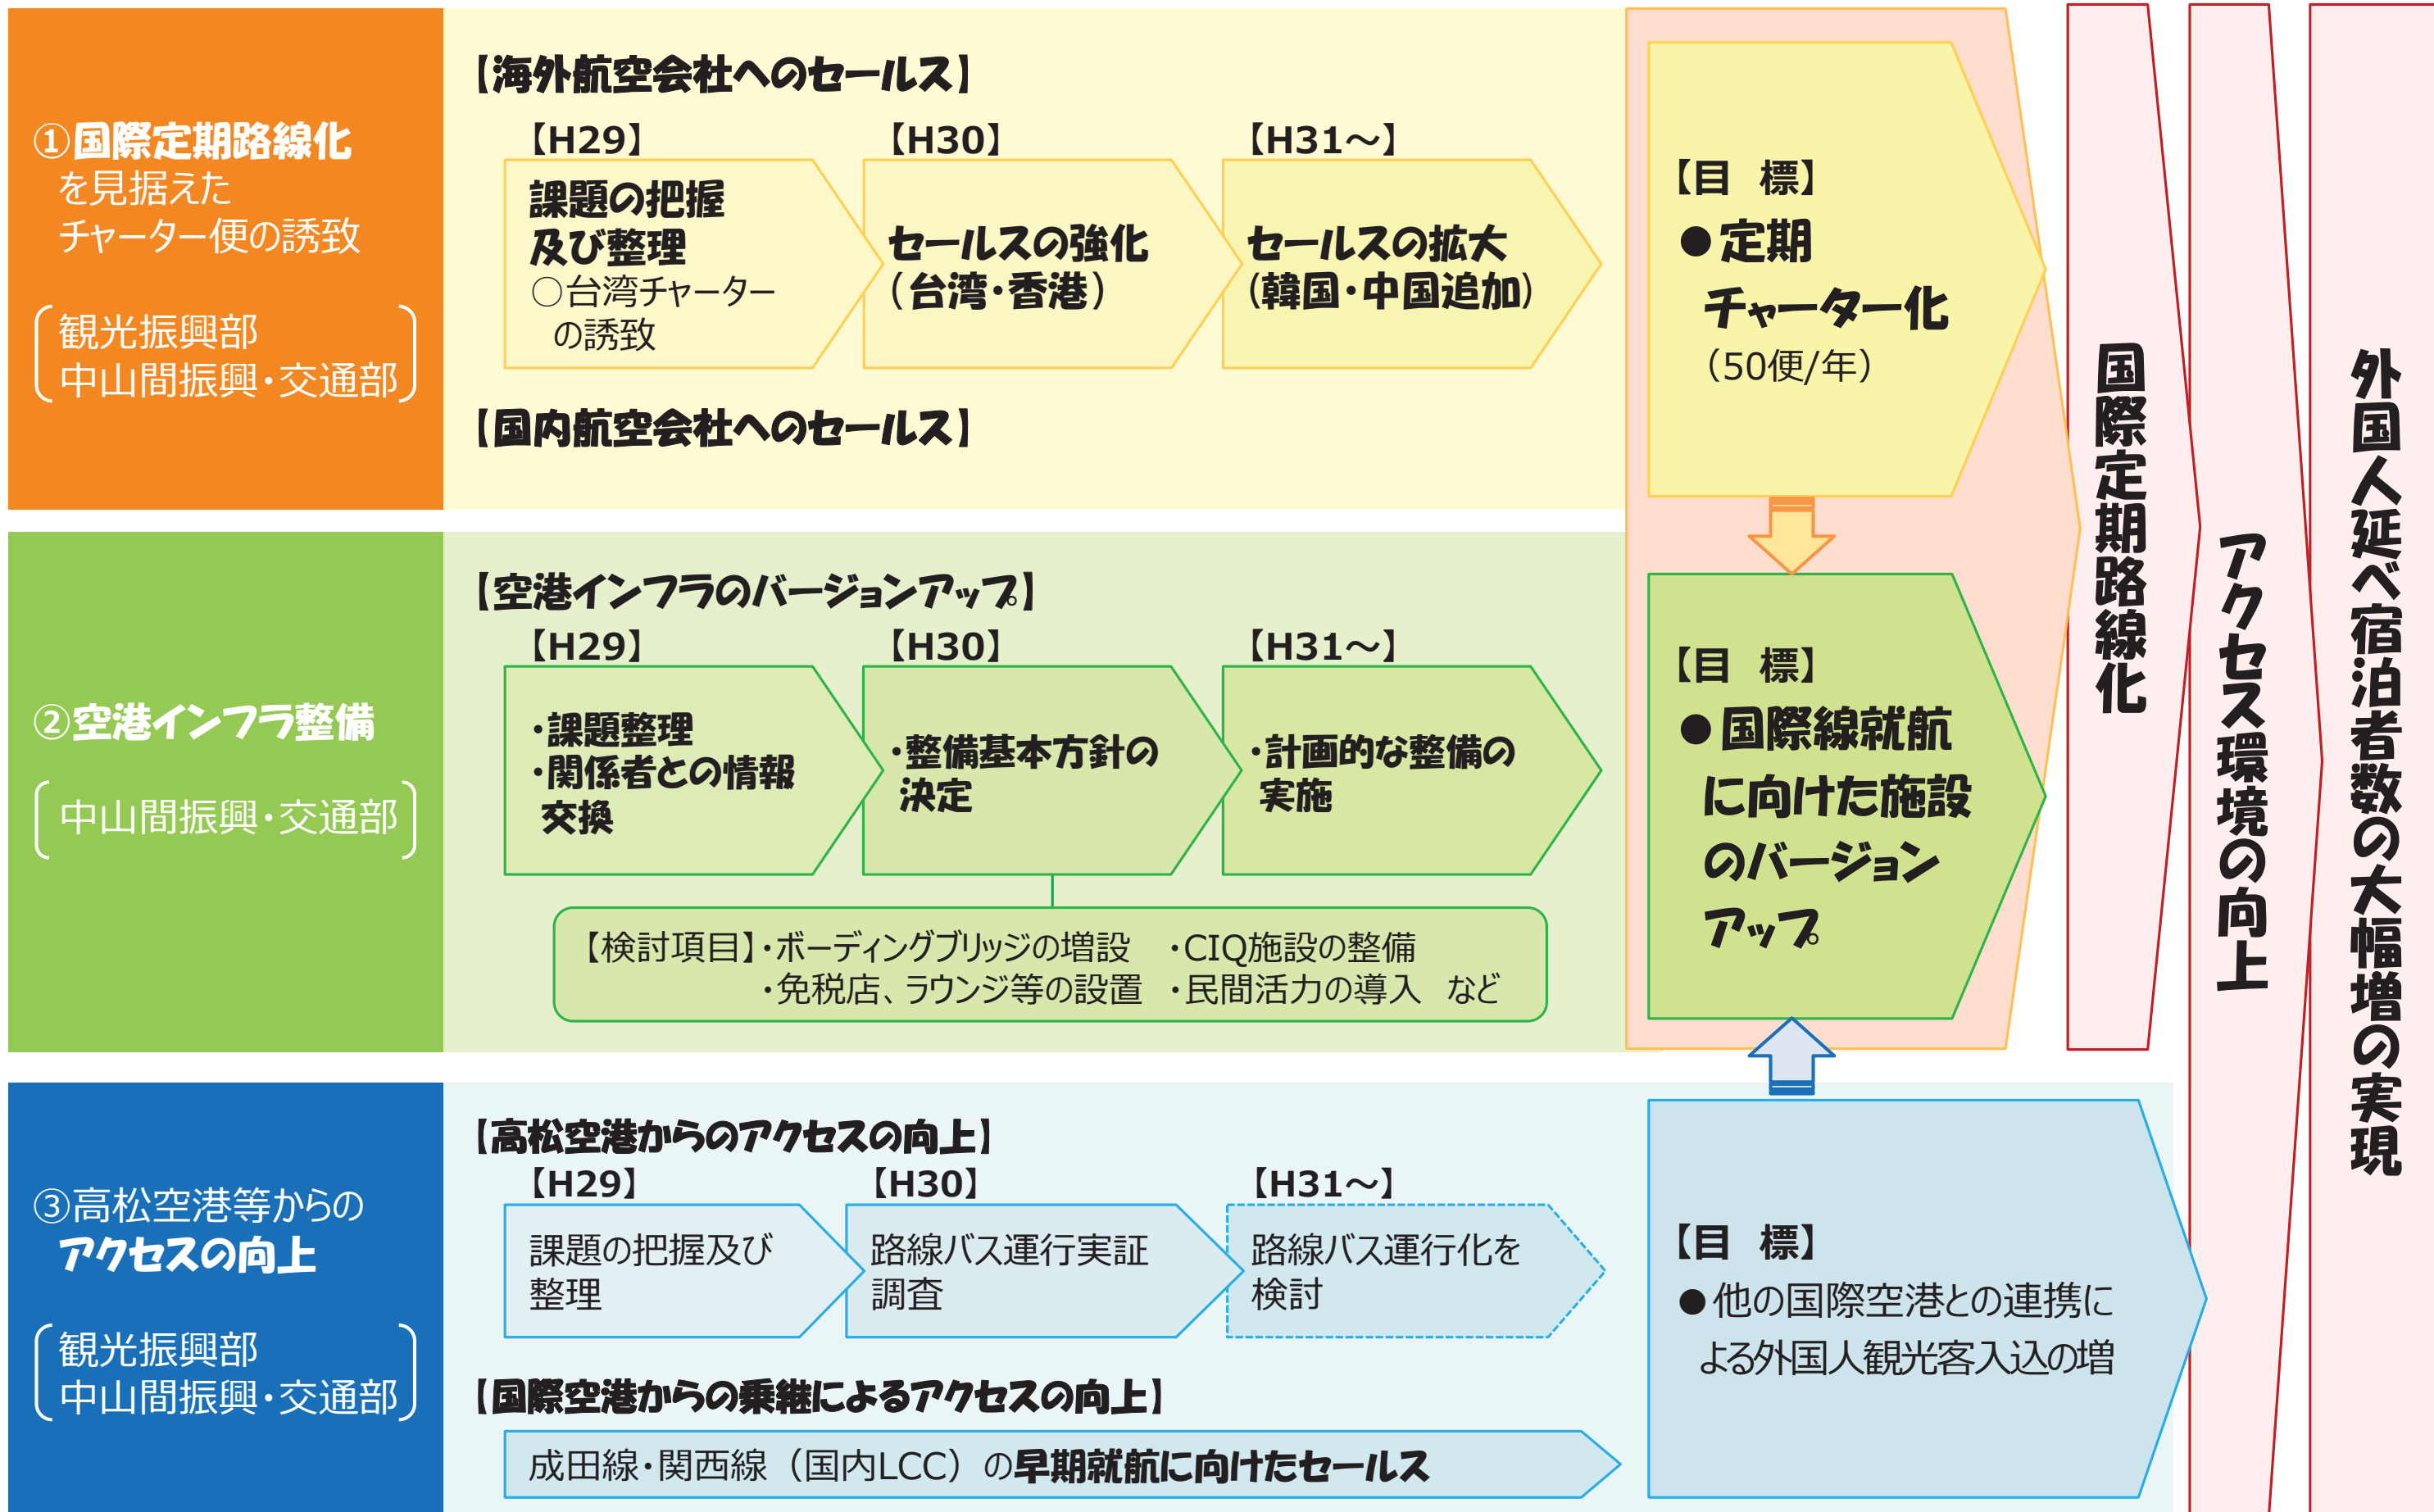 ①国際定期路線化
を見据えた
チャーター便の誘致
観光振興部
中山間振興・交通部
【海外航空会社へのセールス】
【H29】
課題の把握
及び整理
○台湾チャーター
の誘致
【H30】
セールスの強化
（台湾・香港）
【H31～】
セールスの拡大
(韓国・中国追加)
【国内航空会社へのセールス】
【目　標】
●定期
チャーター化
（50便/年）
②空港インフラ整備
中山間振興・交通部
【空港インフラのバージョンアップ】
【H29】
・課題整理
・関係者との情報
交換
【H30】
・整備基本方針の
決定
【H31～】
・計画的な整備の
実施
【検討項目】・ボーディングブリッジの増設　・CIQ施設の整備
・免税店、ラウンジ等の設置　・民間活力の導入　など
【目　標】
●国際線就航
に向けた施設
のバージョン
アップ
③高松空港等からの
アクセスの向上
観光振興部
中山間振興・交通部
【高松空港からのアクセスの向上】
【H29】
課題の把握及び
整理
【H30】
路線バス運行実証
調査
【H31～】
路線バス運行化を
検討
【国際空港からの乗継によるアクセスの向上】
成田線・関西線（国内LCC）の早期就航に向けたセールス
【目　標】
●他の国際空港との連携に
よる外国人観光客入込の増
国際定期路線化
アクセス環境の向上
外国人延べ宿泊者数の大幅増の実現